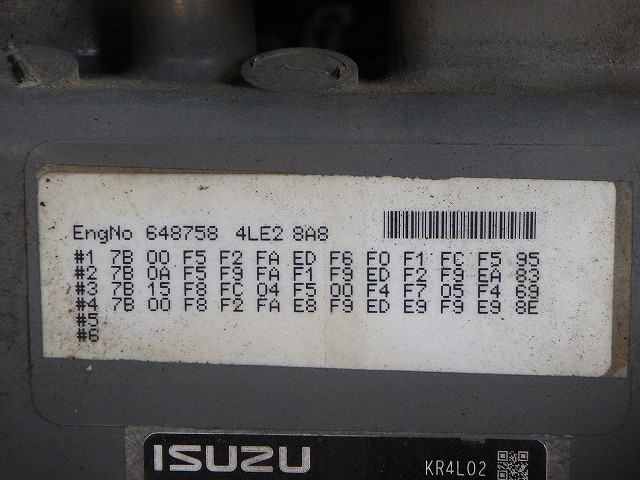 EngNo 648758 4LE2 8A8
#1 7B 00 F5 F2 FA ED F6 F0 F1 FC F5 95
#2 7B 0A F5 F9 FA F1 F9 ED F2 F9 EA 83
#3 7B 15 F8 FC 04 F5 00 F4 F7 05 F4 69
#4 7B 00 F8 F2 FA E8 F9 ED E9 F9 E9 8E
#5
#6
ISUZU KR4L02